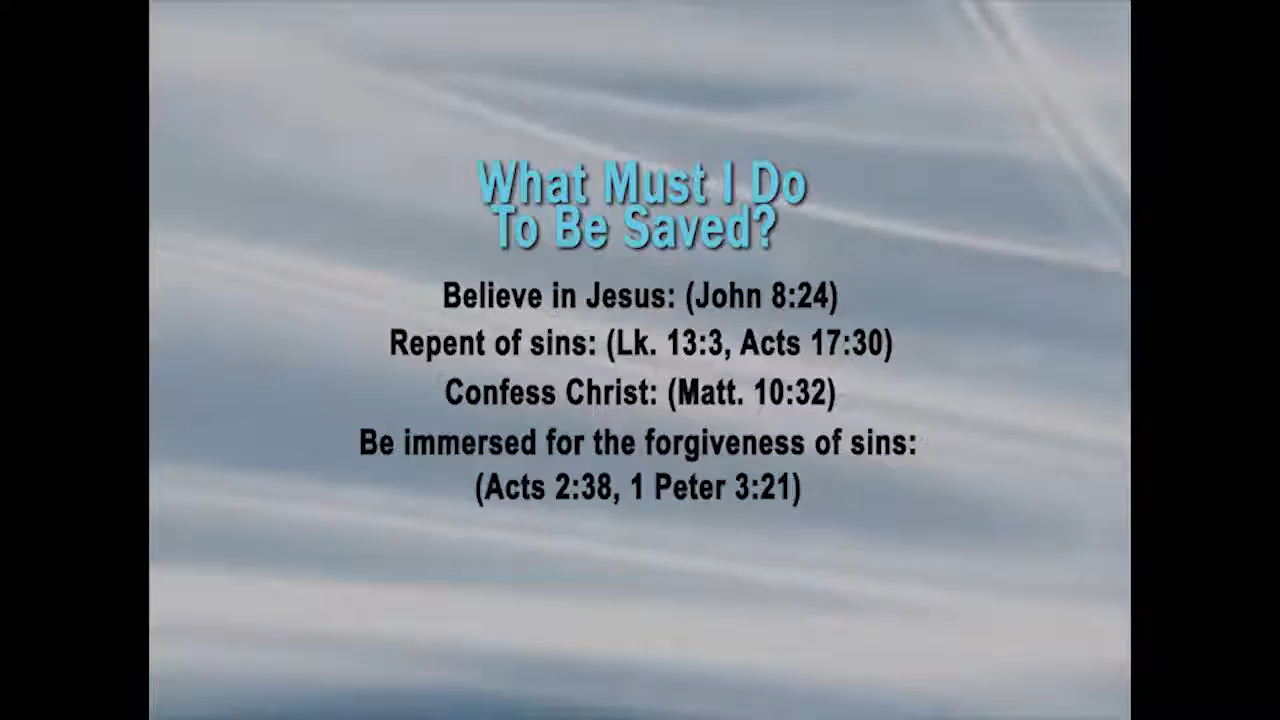 What Must I Do
To Be Saved?
Believe in Jesus: (John 8:24)
Repent of sins: (Lk. 13:3, Acts 17:30)
Confess Christ: (Matt. 10:32)
Be immersed for the forgiveness of sins:
(Acts 2:38, 1 Peter 3:21)